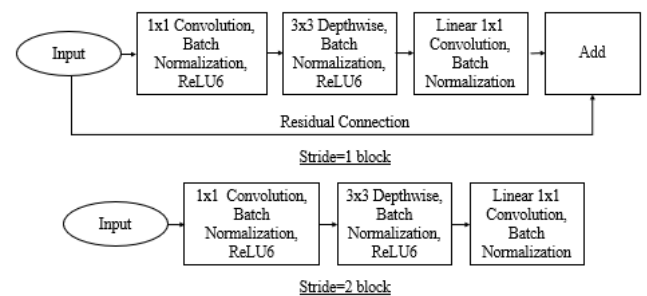 Input
1x1 Convolution,
Batch
Normalization,
ReLU6
3x3 Depthwise,
Batch
Normalization,
ReLU6
Linear 1x1
Convolution,
Batch
Normalization
Add
Residual Connection
Stride=1 block
Input
1x1 Convolution,
Batch
Normalization,
ReLU6
3x3 Depthwise,
Batch
Normalization,
ReLU6
Linear 1x1
Convolution,
Batch
Normalization
Stride=2 block